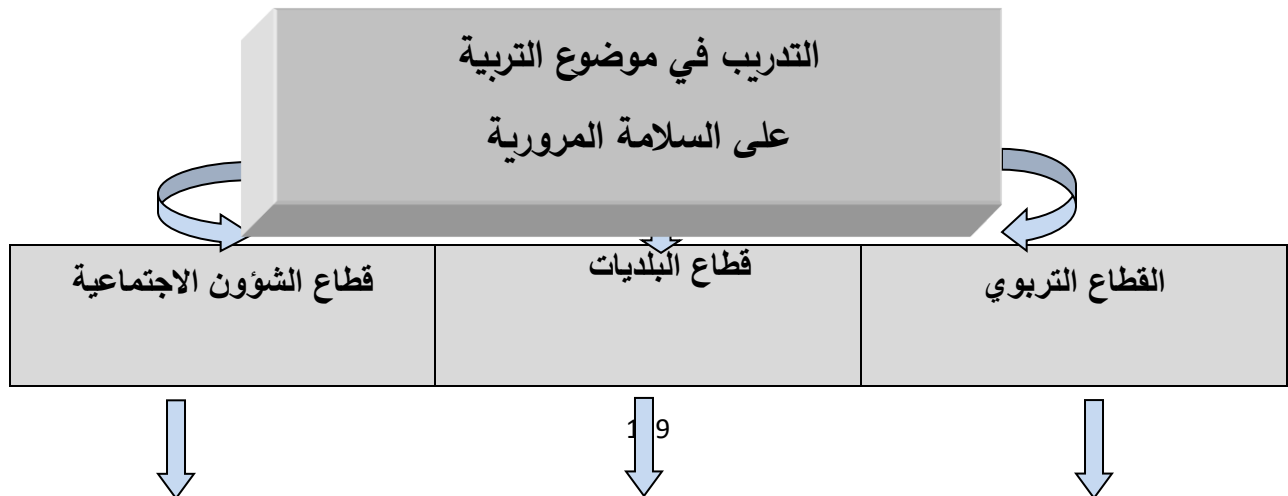 التدريب في موضوع التربية
على السلامة المرورية
القطاع التربوي
قطاع البلديات
قطاع الشؤون الاجتماعية